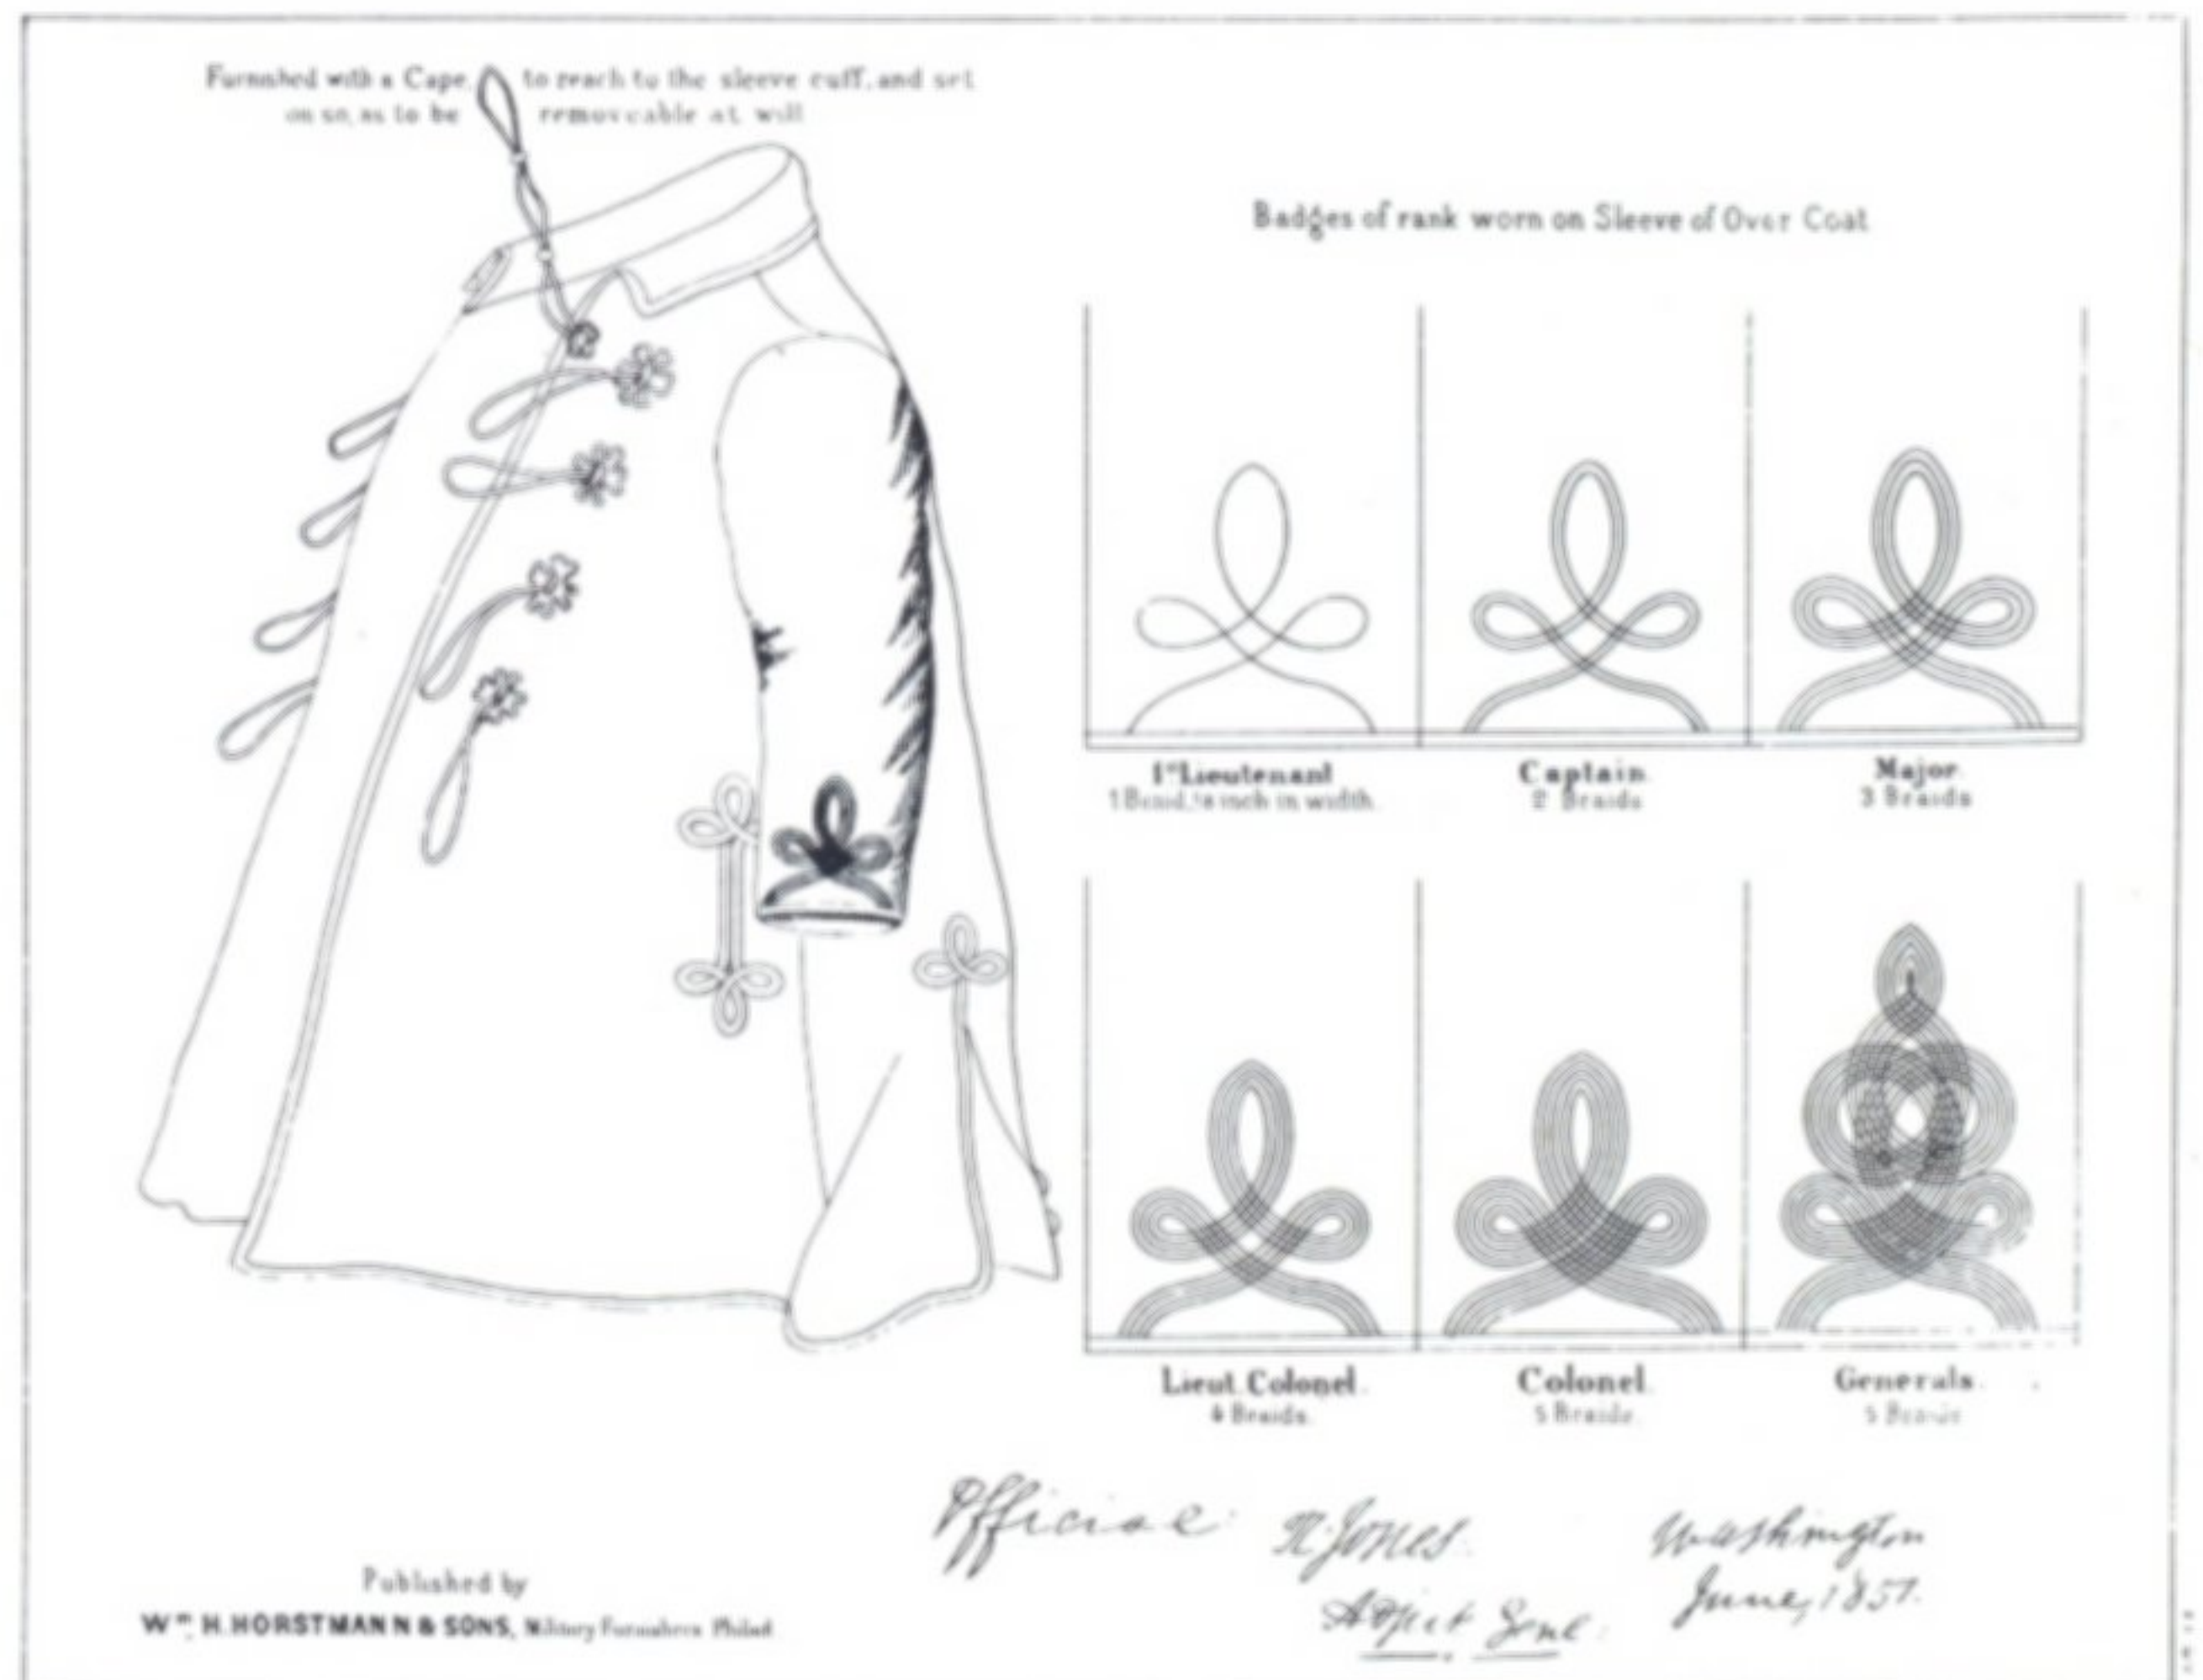 Furnished with a Cape, to reach to the sleeve cuff, and set
on so, as to be removeable at will
Badges of rank worn on Sleeve of Over Coat
1st Lieutenant
1 Braid, 1/8 inch in width.
Captain.
2 Braids
Major.
3 Braids
Lieut. Colonel.
4 Braids.
Colonel.
5 Braids.
Generals.
5 Braids
Official:
R. Jones.
Adjut Genl.
Washington
June, 1851.
Published by
Wm. H. HORSTMANN & SONS, Military Furnishers Philad.